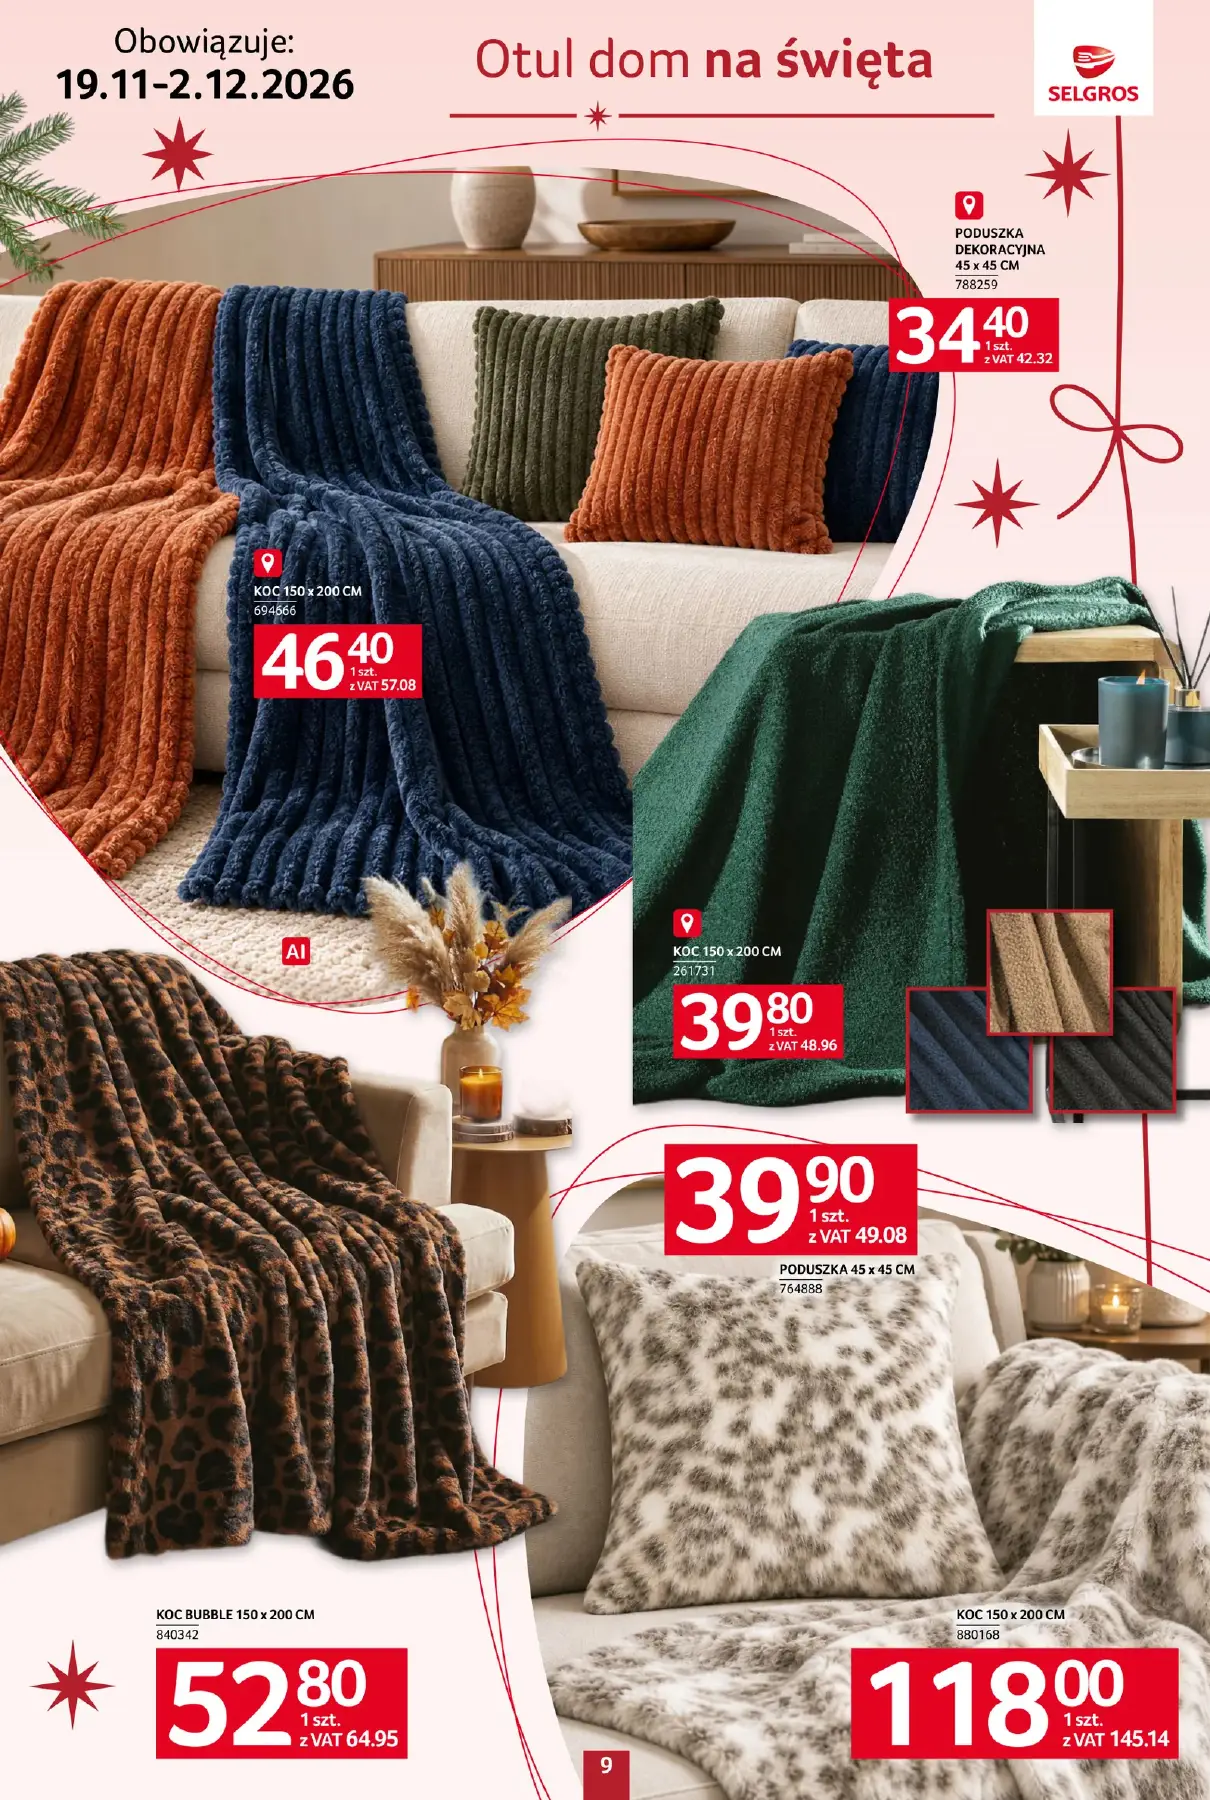 Obowiązuje:
19.11-2.12.2026
Otul dom na święta
SELGROS
PODUSZKA
DEKORACYJNA
45 x 45 CM
788259
34 40
1 szt.
z VAT 42.32
KOC 150 x 200 CM
694666
46 40
1 szt.
z VAT 57.08
AI
KOC 150 x 200 CM
261731
39 80
1 szt.
z VAT 48.96
39 90
1 szt.
z VAT 49.08
PODUSZKA 45 x 45 CM
764888
KOC BUBBLE 150 x 200 CM
840342
52 80
1 szt.
z VAT 64.95
KOC 150 x 200 CM
880168
118 00
1 szt.
z VAT 145.14
9